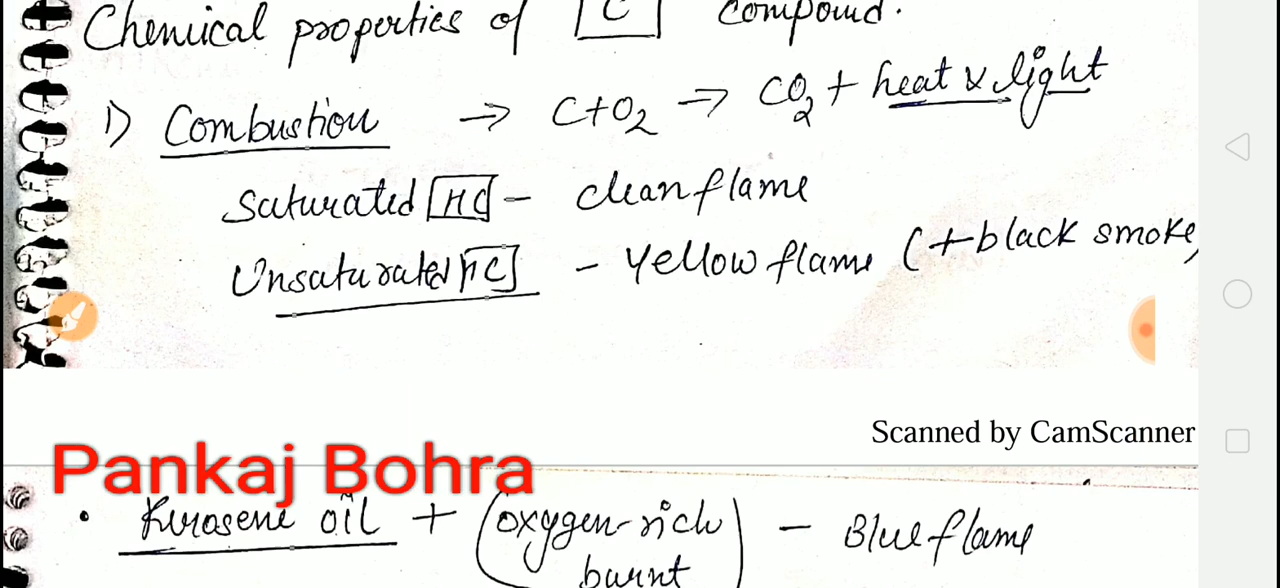 Chemical properties of C compound.
1) Combustion → C+O2 → CO2 + heat & light
Saturated HC - clean flame
Unsaturated HC - Yellow flame (+black smoke)
Scanned by CamScanner
Pankaj Bohra
• Kerosene oil + (oxygen-rich burnt) - Blue flame